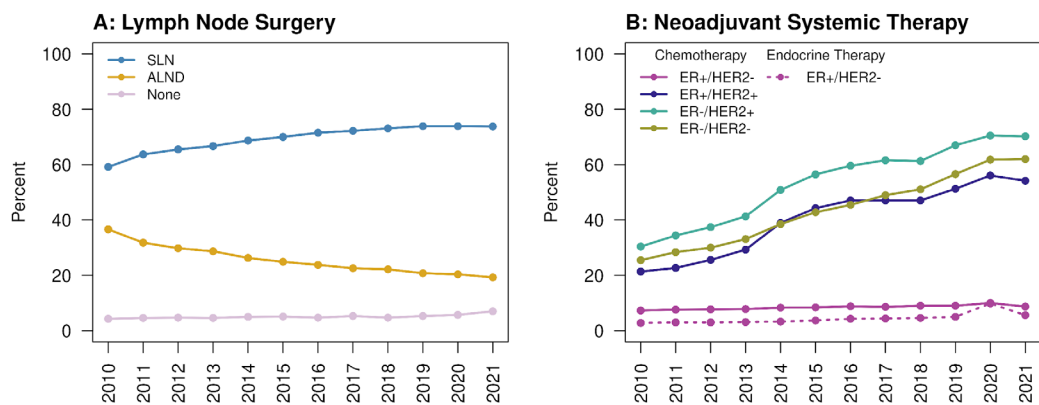 A: Lymph Node Surgery
Percent
100
80
60
40
20
0
SLN
ALND
None
2010
2011
2012
2013
2014
2015
2016
2017
2018
2019
2020
2021
B: Neoadjuvant Systemic Therapy
Percent
100
80
60
40
20
0
Chemotherapy
ER+/HER2-
ER+/HER2+
ER-/HER2+
ER-/HER2-
Endocrine Therapy
ER+/HER2-
2010
2011
2012
2013
2014
2015
2016
2017
2018
2019
2020
2021